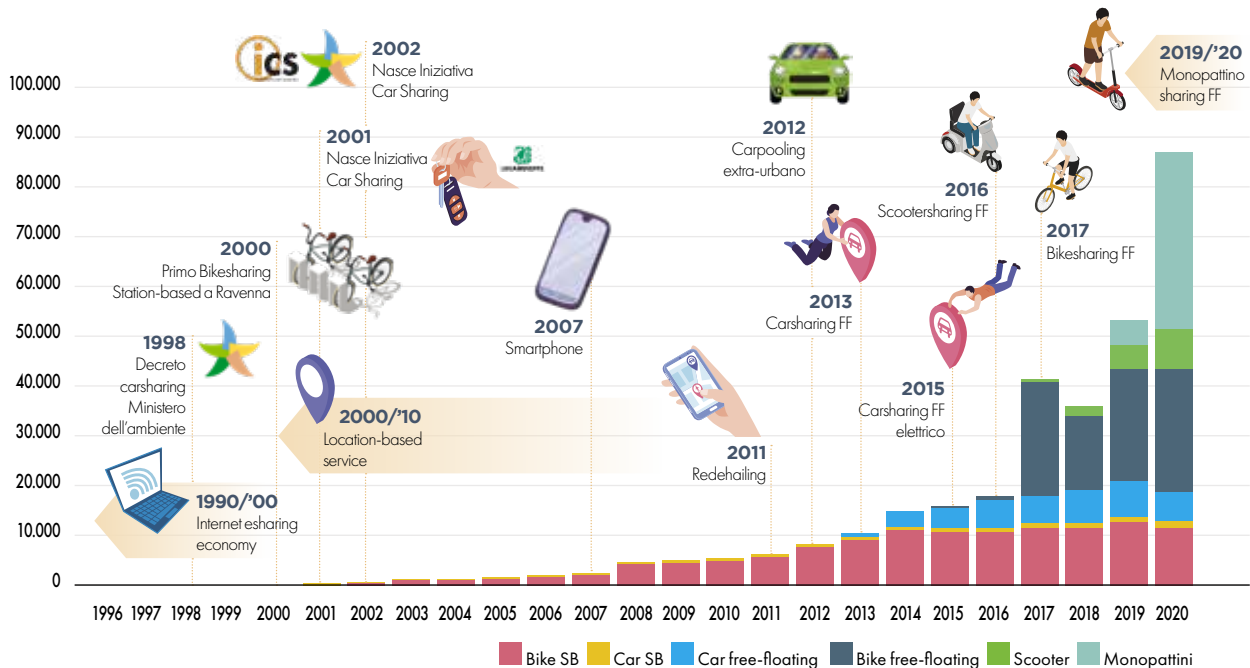 ics
2002
Nasce Iniziativa
Car Sharing
2019/'20
Monopattino
sharing FF
100.000
90.000
80.000
70.000
60.000
50.000
40.000
30.000
20.000
10.000
0
2001
Nasce Iniziativa
Car Sharing
2012
Carpooling
extra-urbano
2016
Scootersharing FF
2017
Bikesharing FF
2000
Primo Bikesharing
Station-based a Ravenna
2013
Carsharing FF
2007
Smartphone
1998
Decreto
carsharing
Ministero
dell'ambiente
2015
Carsharing FF
elettrico
2000/'10
Location-based
service
2011
Redehailing
1990/'00
Internet esharing
economy
1996 1997 1998 1999 2000 2001 2002 2003 2004 2005 2006 2007 2008 2009 2010 2011 2012 2013 2014 2015 2016 2017 2018 2019 2020
Bike SB Car SB Car free-floating Bike free-floating Scooter Monopattini